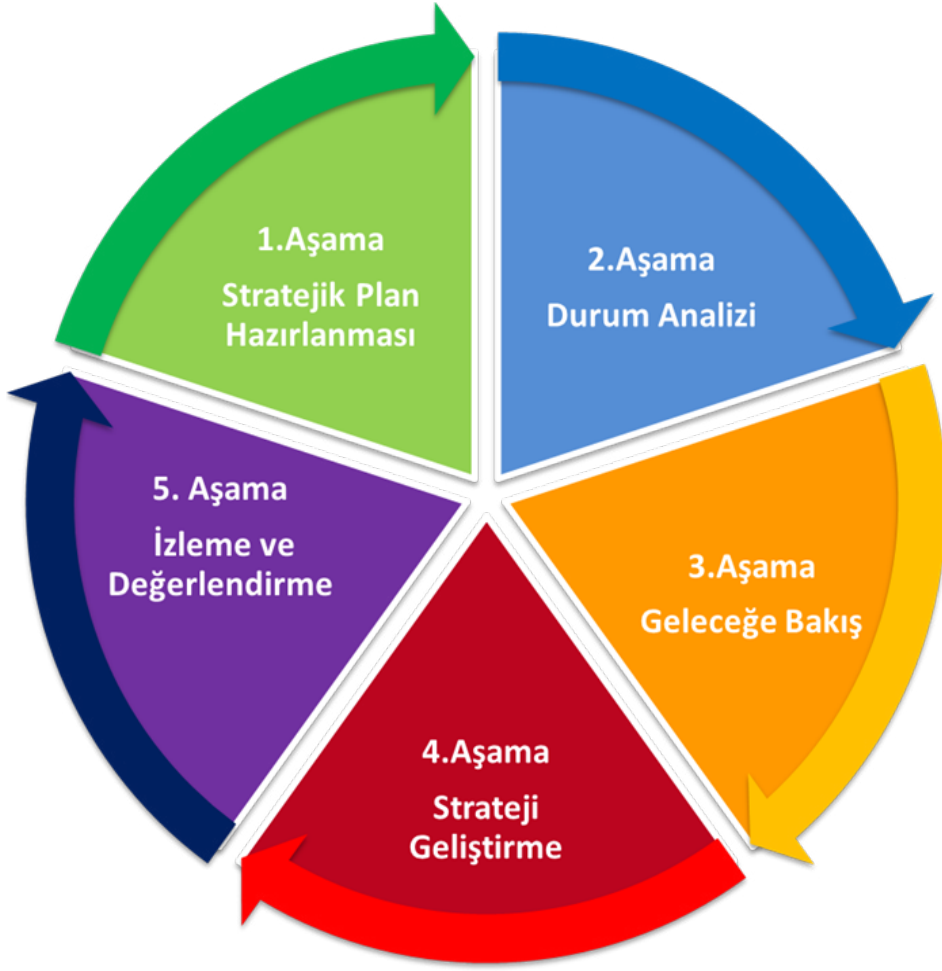 1.Aşama
Stratejik Plan
Hazırlanması
2.Aşama
Durum Analizi
3.Aşama
Geleceğe Bakış
4.Aşama
Strateji
Geliştirme
5. Aşama
İzleme ve
Değerlendirme